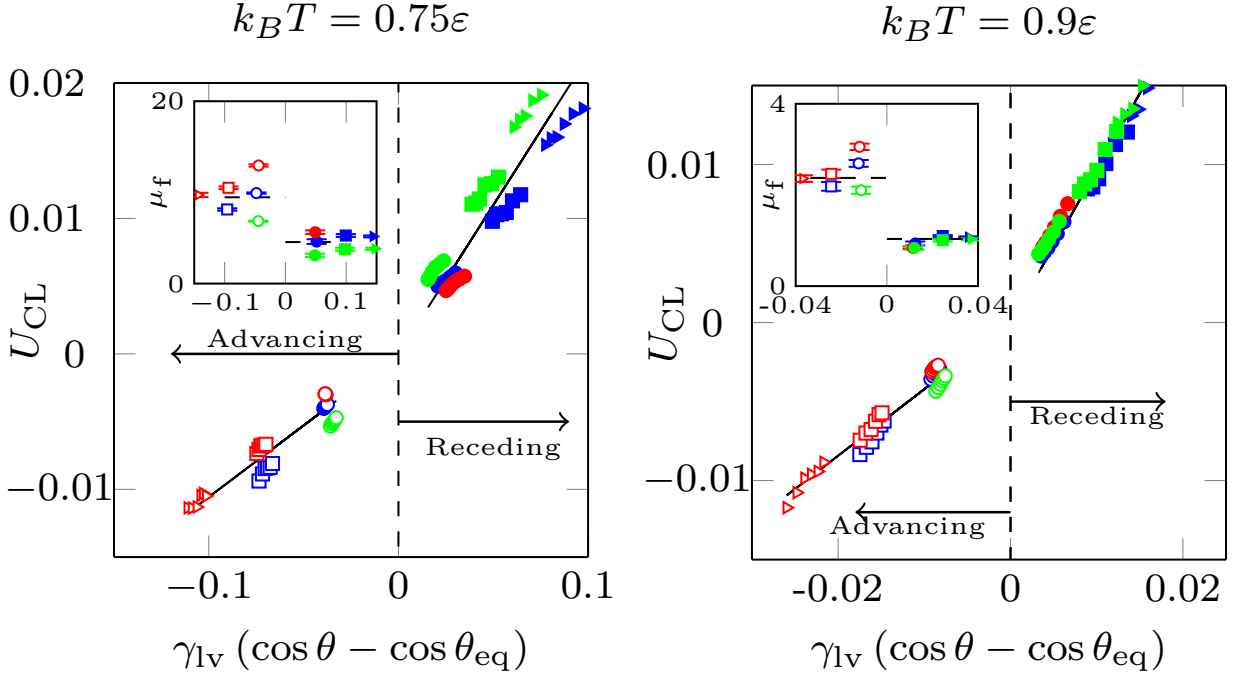 k_B T = 0.75ε
0.02
0.01
0
−0.01
U_CL
20
μ_f
0
−0.1
0
0.1
Advancing
Receding
−0.1
0
0.1
γ_lv (cos θ − cos θ_eq)
k_B T = 0.9ε
0.01
0
−0.01
U_CL
4
μ_f
0
-0.04
0
0.04
Receding
Advancing
-0.02
0
0.02
γ_lv (cos θ − cos θ_eq)